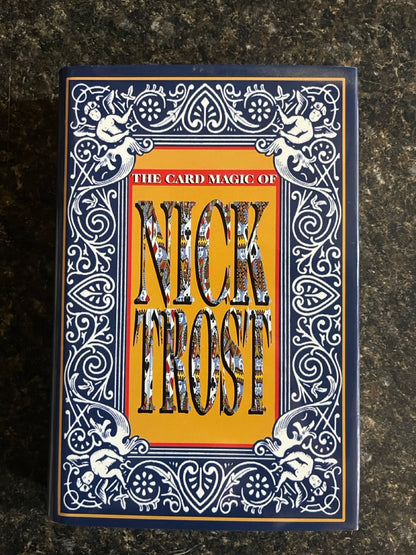 THE CARD MAGIC OF
NICK
TROST